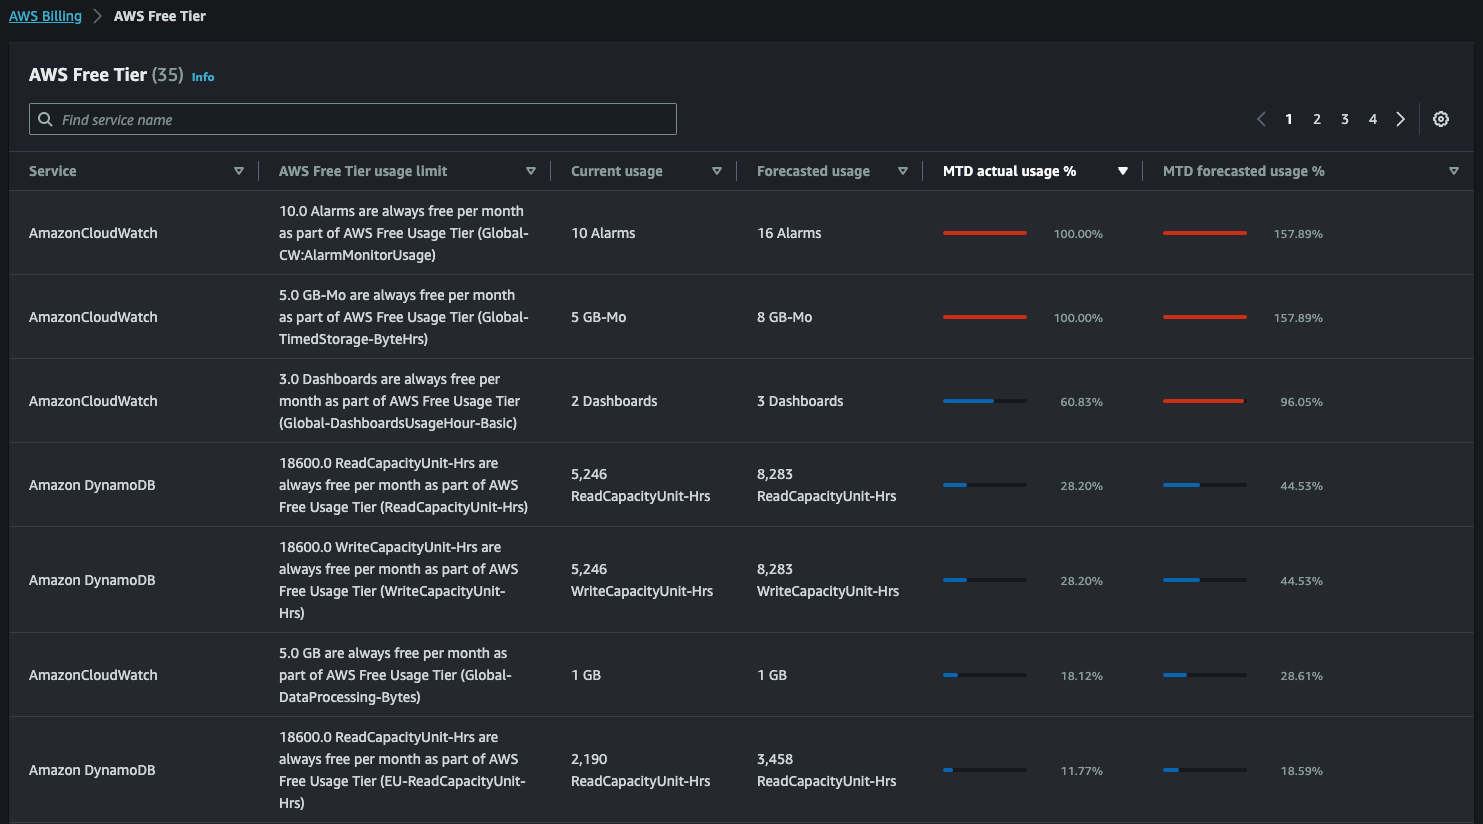 AWS Billing > AWS Free Tier
AWS Free Tier (35) Info
Find service name
1 2 3 4
Service AWS Free Tier usage limit Current usage Forecasted usage MTD actual usage % MTD forecasted usage %
10.0 Alarms are always free per month
AmazonCloudWatch as part of AWS Free Usage Tier (Global- 10 Alarms 16 Alarms 100.00% 157.89%
CW:AlarmMonitorUsage)
5.0 GB-Mo are always free per month
AmazonCloudWatch as part of AWS Free Usage Tier (Global- 5 GB-Mo 8 GB-Mo 100.00% 157.89%
TimedStorage-ByteHrs)
3.0 Dashboards are always free per
AmazonCloudWatch month as part of AWS Free Usage Tier 2 Dashboards 3 Dashboards 60.83% 96.05%
(Global-DashboardsUsageHour-Basic)
18600.0 ReadCapacityUnit-Hrs are
Amazon DynamoDB always free per month as part of AWS 5,246 8,283 28.20% 44.53%
Free Usage Tier (ReadCapacityUnit-Hrs) ReadCapacityUnit-Hrs ReadCapacityUnit-Hrs
18600.0 WriteCapacityUnit-Hrs are
always free per month as part of AWS 5,246 8,283
Amazon DynamoDB Free Usage Tier (WriteCapacityUnit- WriteCapacityUnit-Hrs WriteCapacityUnit-Hrs 28.20% 44.53%
Hrs)
5.0 GB are always free per month as
AmazonCloudWatch part of AWS Free Usage Tier (Global- 1 GB 1 GB 18.12% 28.61%
DataProcessing-Bytes)
18600.0 ReadCapacityUnit-Hrs are
always free per month as part of AWS 2,190 3,458
Amazon DynamoDB Free Usage Tier (EU-ReadCapacityUnit- ReadCapacityUnit-Hrs ReadCapacityUnit-Hrs 11.77% 18.59%
Hrs)